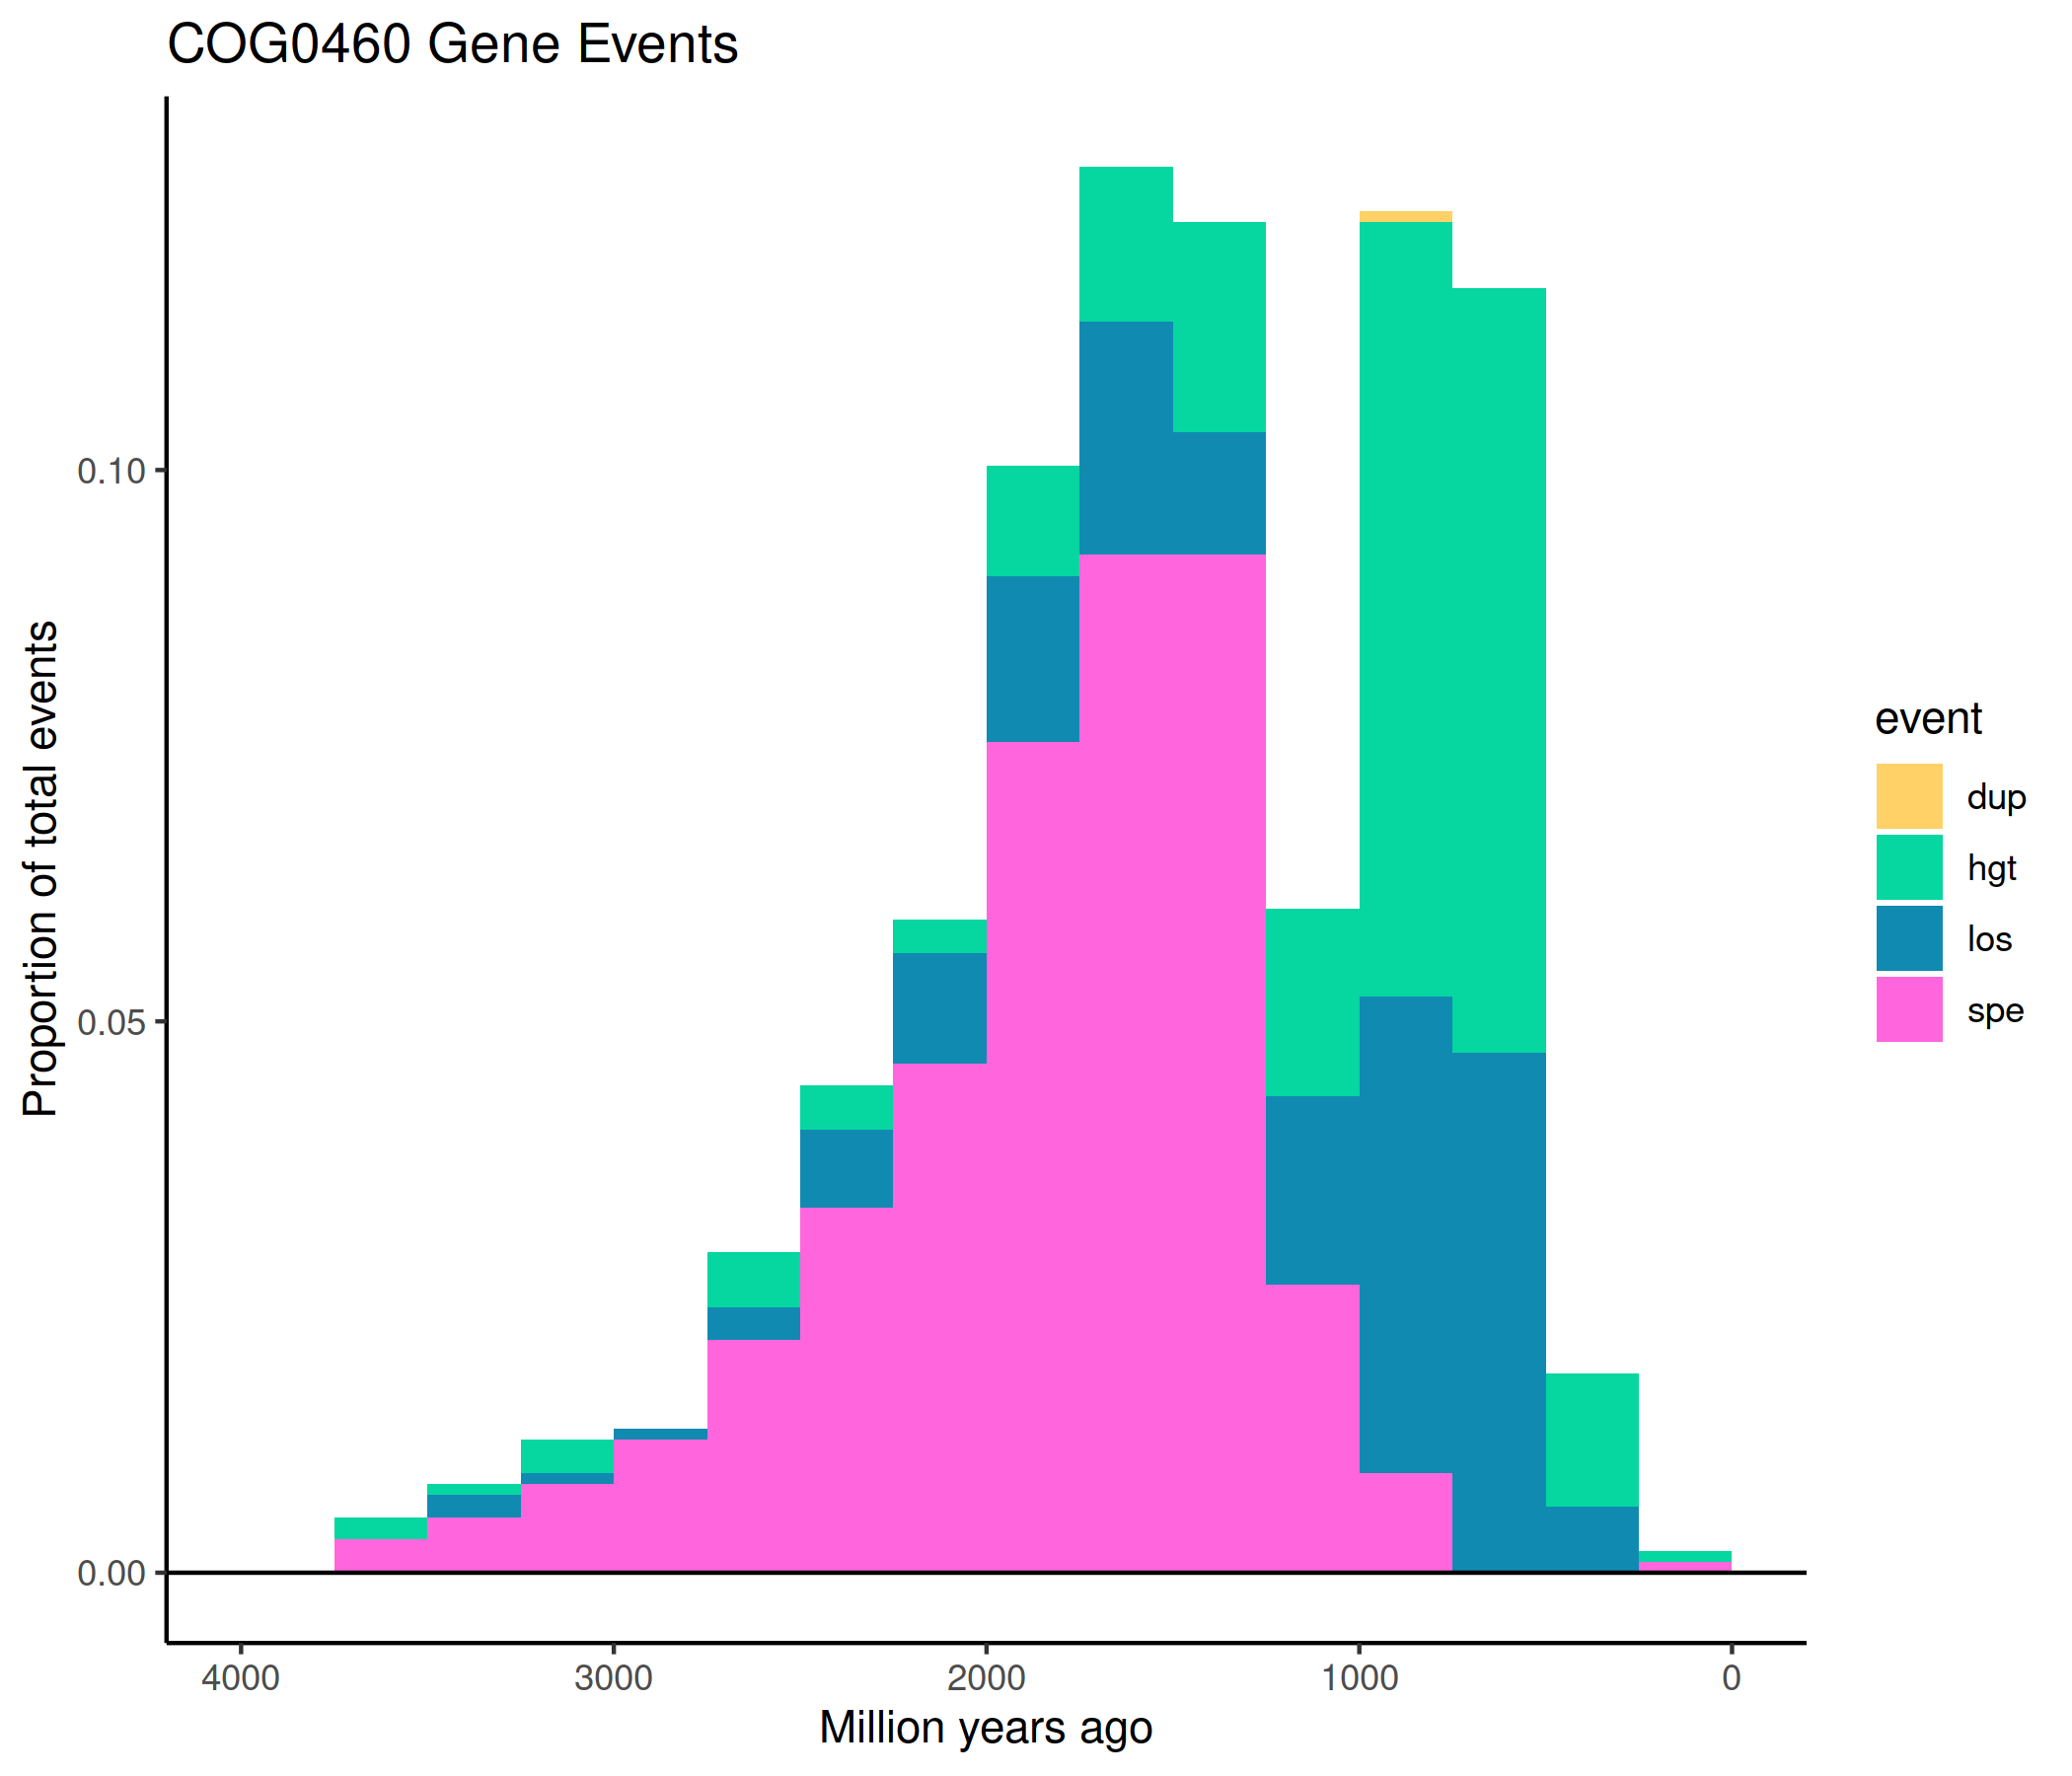 COG0460 Gene Events
Proportion of total events
0.10
0.05
0.00
4000 3000 2000 1000 0
Million years ago
event
dup
hgt
los
spe